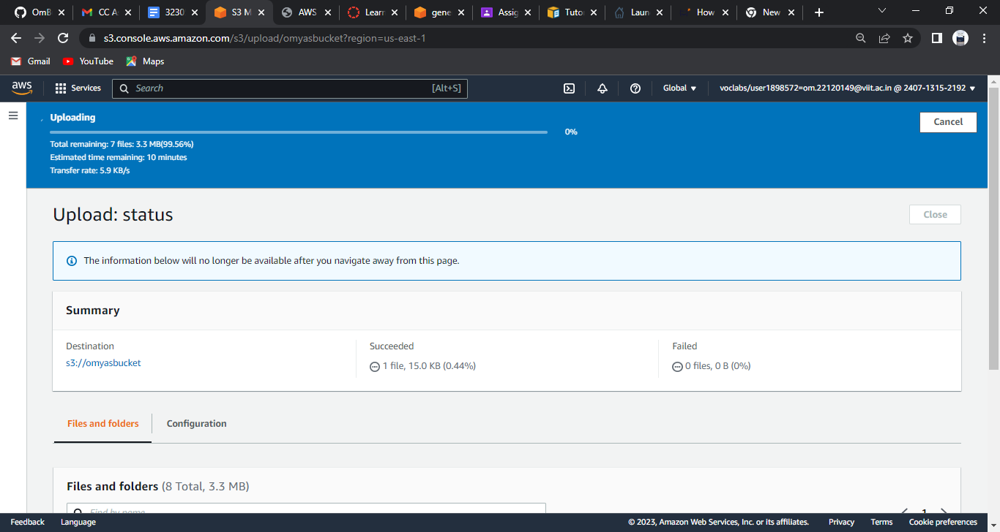 OmB CC A 3230 S3 M AWS Learn gene Assig Tuto Laun How New
s3.console.aws.amazon.com/s3/upload/omyasbucket?region=us-east-1
Gmail YouTube Maps
aws Services Search [Alt+S] Global voclabs/user1898572=om.22120149@viit.ac.in @ 2407-1315-2192
Uploading
Cancel
0%
Total remaining: 7 files: 3.3 MB(99.56%)
Estimated time remaining: 10 minutes
Transfer rate: 5.9 KB/s
Upload: status
Close
The information below will no longer be available after you navigate away from this page.
Summary
Destination
s3://omyasbucket
Succeeded
1 file, 15.0 KB (0.44%)
Failed
0 files, 0 B (0%)
Files and folders Configuration
Files and folders (8 Total, 3.3 MB)
Find by name
1
Feedback Language © 2023, Amazon Web Services, Inc. or its affiliates. Privacy Terms Cookie preferences